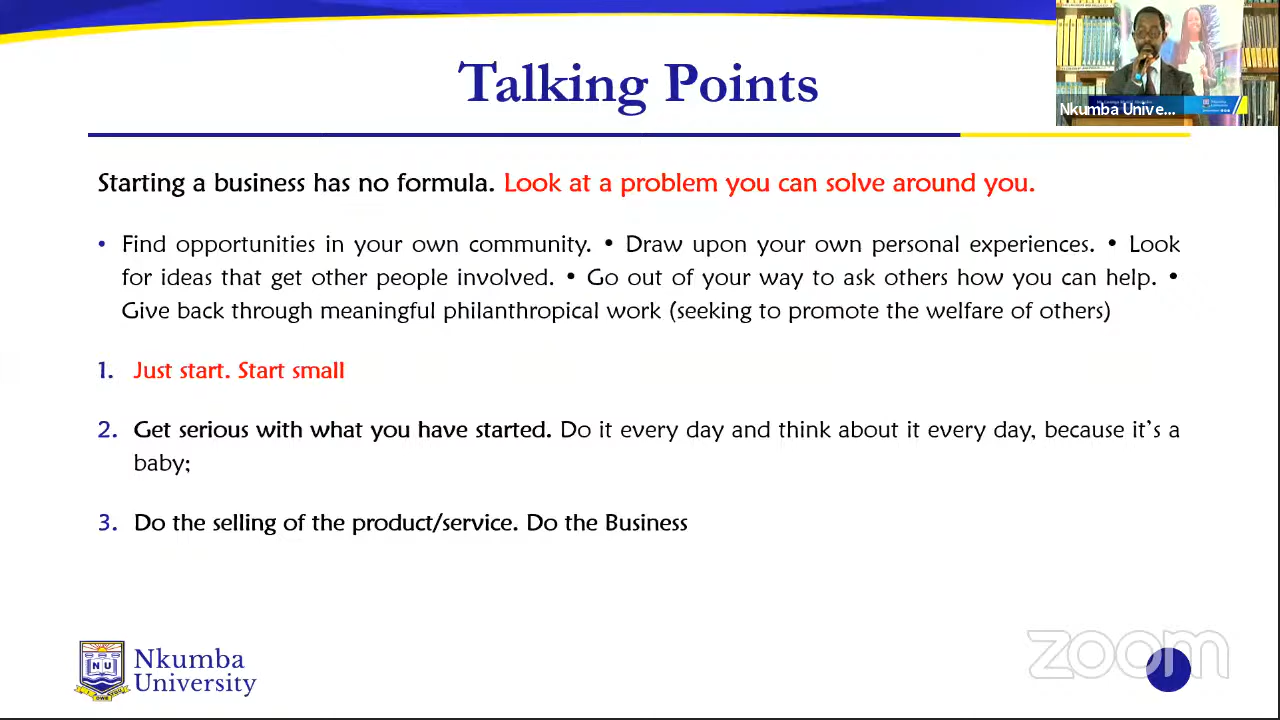 Talking Points
Nkumba Unive...
Starting a business has no formula. Look at a problem you can solve around you.
• Find opportunities in your own community. • Draw upon your own personal experiences. • Look
for ideas that get other people involved. • Go out of your way to ask others how you can help. •
Give back through meaningful philanthropical work (seeking to promote the welfare of others)
1. Just start. Start small
2. Get serious with what you have started. Do it every day and think about it every day, because it's a
baby;
3. Do the selling of the product/service. Do the Business
NU
Nkumba
University
zoom